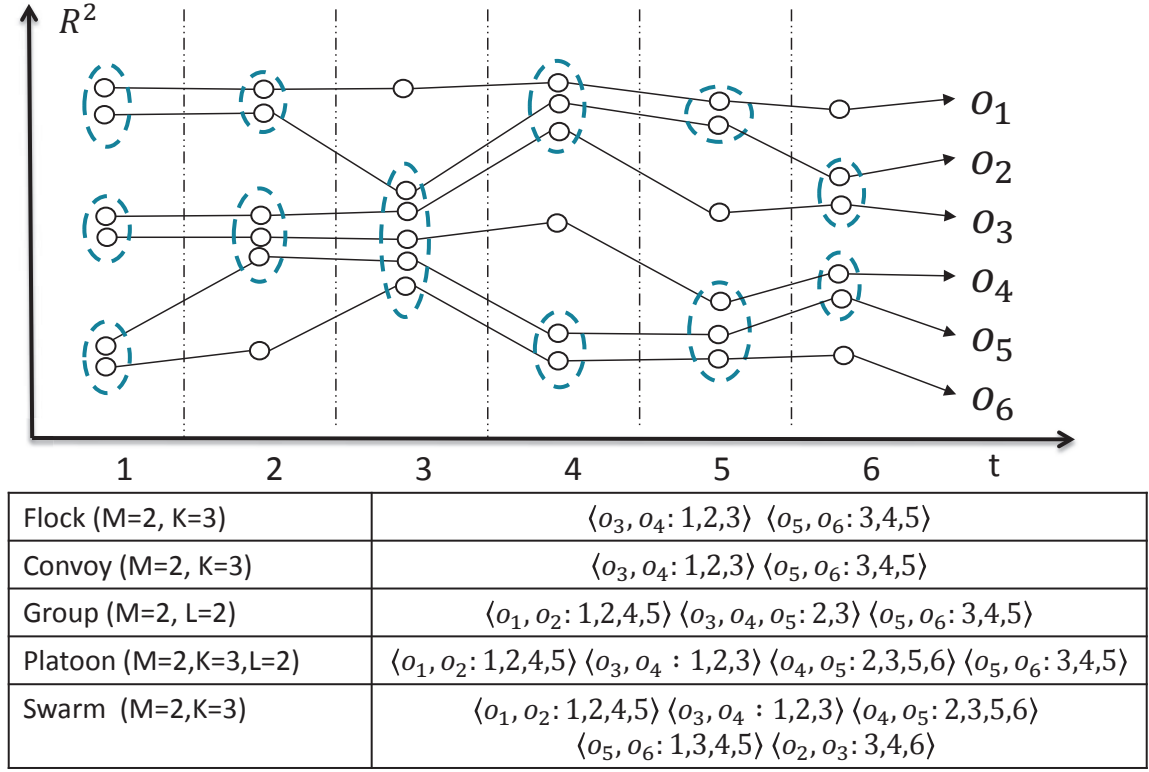 R²
o₁
o₂
o₃
o₄
o₅
o₆
1 2 3 4 5 6 t
Flock (M=2, K=3) ⟨o₃, o₄: 1,2,3⟩ ⟨o₅, o₆: 3,4,5⟩
Convoy (M=2, K=3) ⟨o₃, o₄: 1,2,3⟩ ⟨o₅, o₆: 3,4,5⟩
Group (M=2, L=2) ⟨o₁, o₂: 1,2,4,5⟩ ⟨o₃, o₄, o₅: 2,3⟩ ⟨o₅, o₆: 3,4,5⟩
Platoon (M=2,K=3,L=2) ⟨o₁, o₂: 1,2,4,5⟩ ⟨o₃, o₄ : 1,2,3⟩ ⟨o₄, o₅: 2,3,5,6⟩ ⟨o₅, o₆: 3,4,5⟩
Swarm (M=2,K=3) ⟨o₁, o₂: 1,2,4,5⟩ ⟨o₃, o₄ : 1,2,3⟩ ⟨o₄, o₅: 2,3,5,6⟩
⟨o₅, o₆: 1,3,4,5⟩ ⟨o₂, o₃: 3,4,6⟩